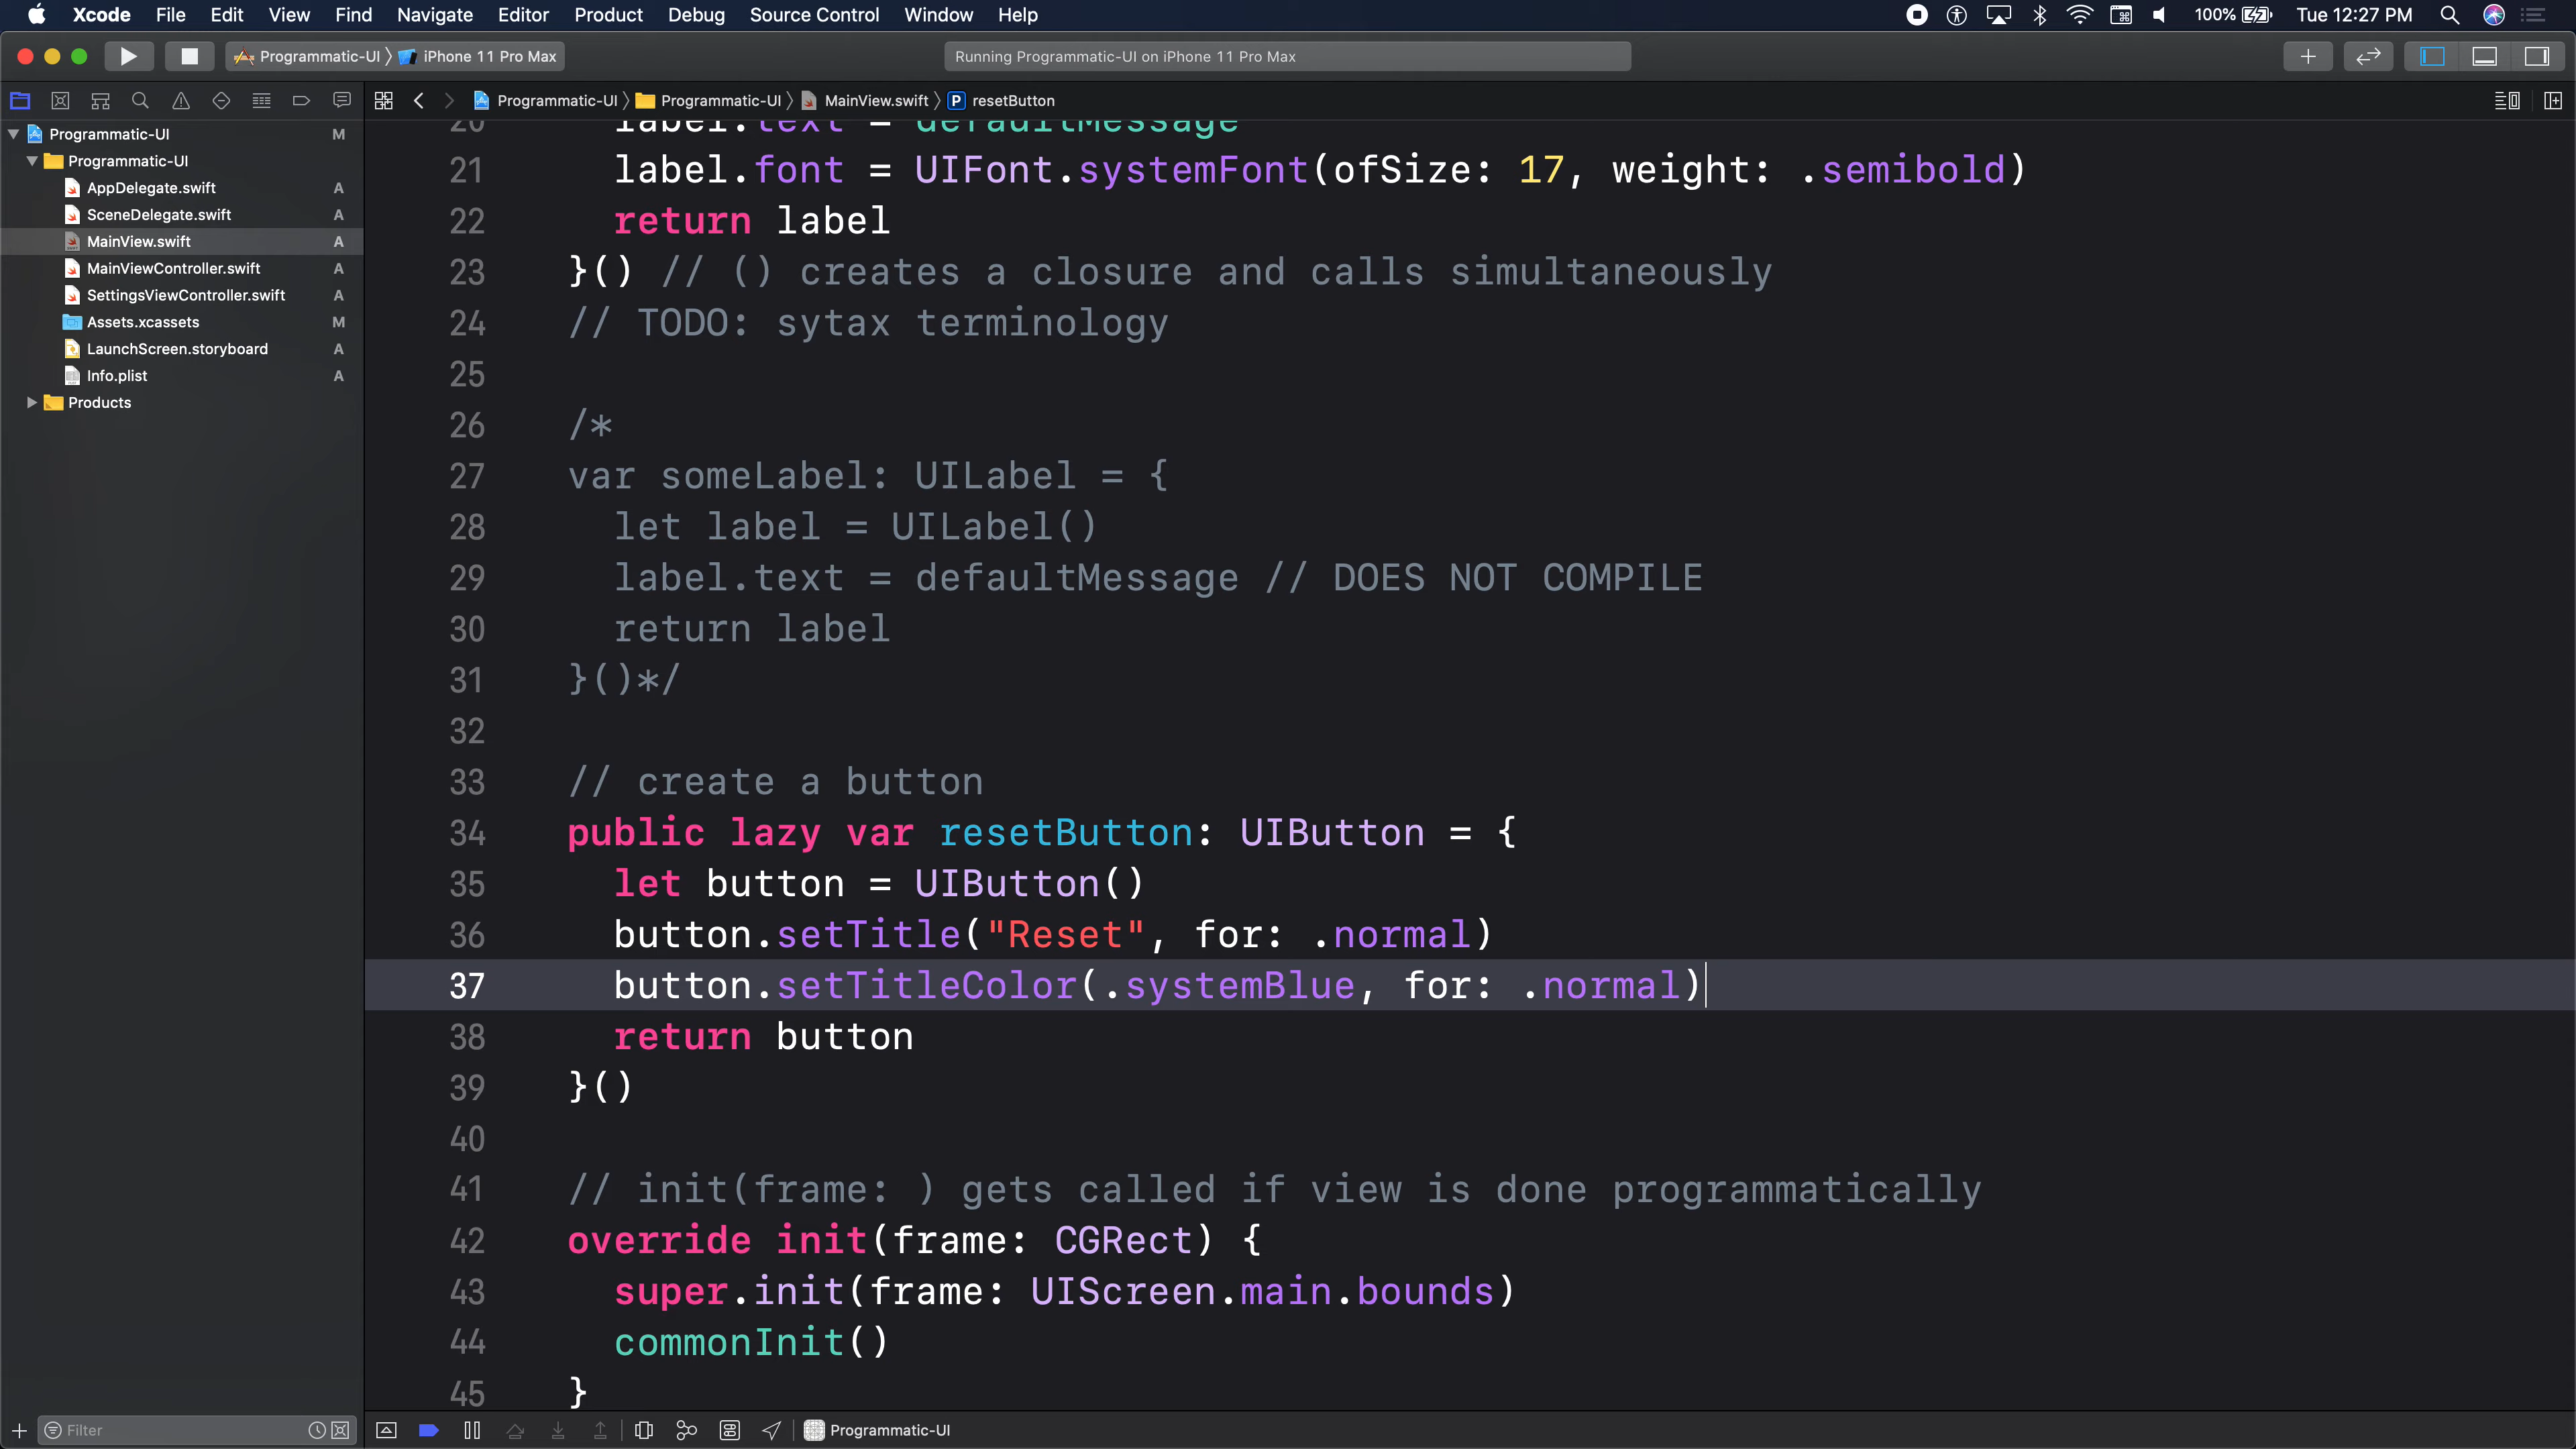 Xcode File Edit View Find Navigate Editor Product Debug Source Control Window Help 100% Tue 12:27 PM
Programmatic-UI iPhone 11 Pro Max Running Programmatic-UI on iPhone 11 Pro Max
Programmatic-UI Programmatic-UI MainView.swift P resetButton
Programmatic-UI M
Programmatic-UI
AppDelegate.swift A
SceneDelegate.swift A
MainView.swift A
MainViewController.swift A
SettingsViewController.swift A
Assets.xcassets M
LaunchScreen.storyboard A
Info.plist A
Products
20 label.text = defaultMessage
21 label.font = UIFont.systemFont(ofSize: 17, weight: .semibold)
22 return label
23 }() // () creates a closure and calls simultaneously
24 // TODO: sytax terminology
25
26 /*
27 var someLabel: UILabel = {
28 let label = UILabel()
29 label.text = defaultMessage // DOES NOT COMPILE
30 return label
31 }()*/
32
33 // create a button
34 public lazy var resetButton: UIButton = {
35 let button = UIButton()
36 button.setTitle("Reset", for: .normal)
37 button.setTitleColor(.systemBlue, for: .normal)
38 return button
39 }()
40
41 // init(frame: ) gets called if view is done programmatically
42 override init(frame: CGRect) {
43 super.init(frame: UIScreen.main.bounds)
44 commonInit()
45 }
Filter
Programmatic-UI